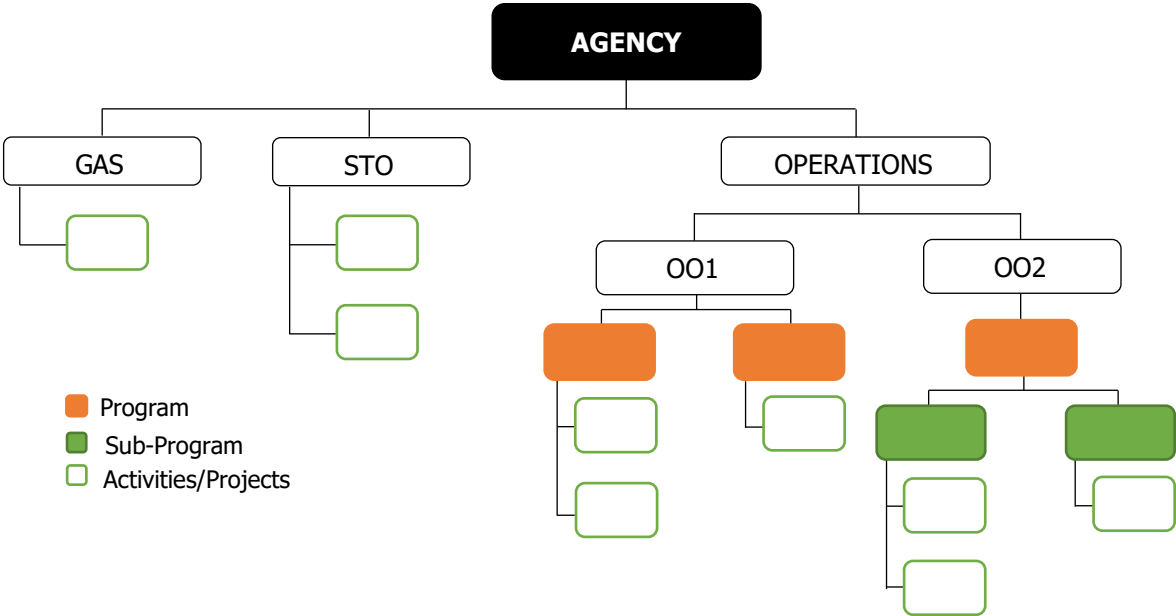 AGENCY
GAS
STO
OPERATIONS
OO1
OO2
Program
Sub-Program
Activities/Projects